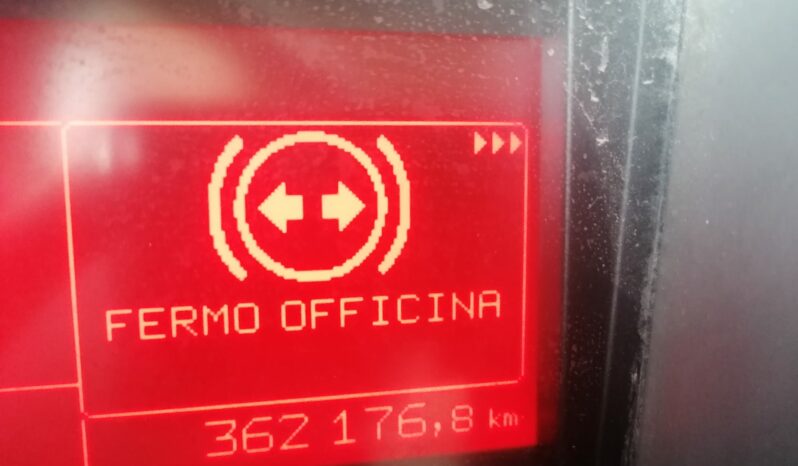 FERMO OFFICINA
362 176,8 km